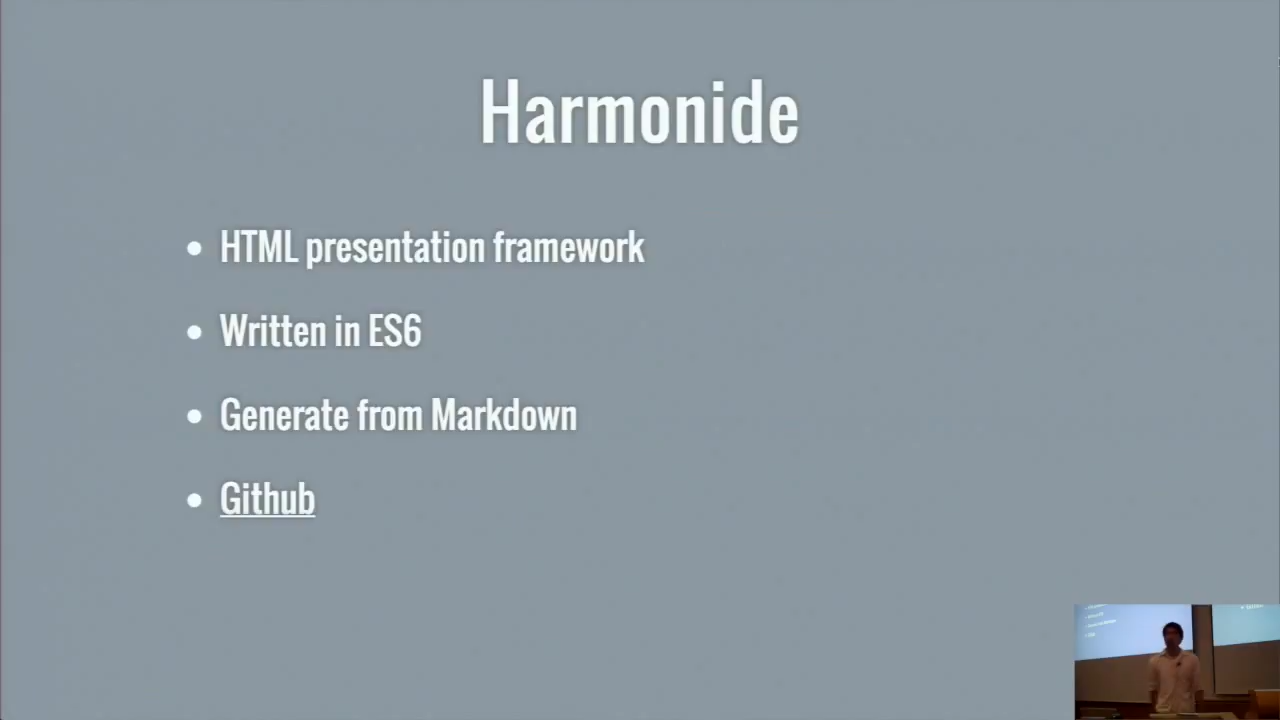 Harmonide
HTML presentation framework
Written in ES6
Generate from Markdown
Github